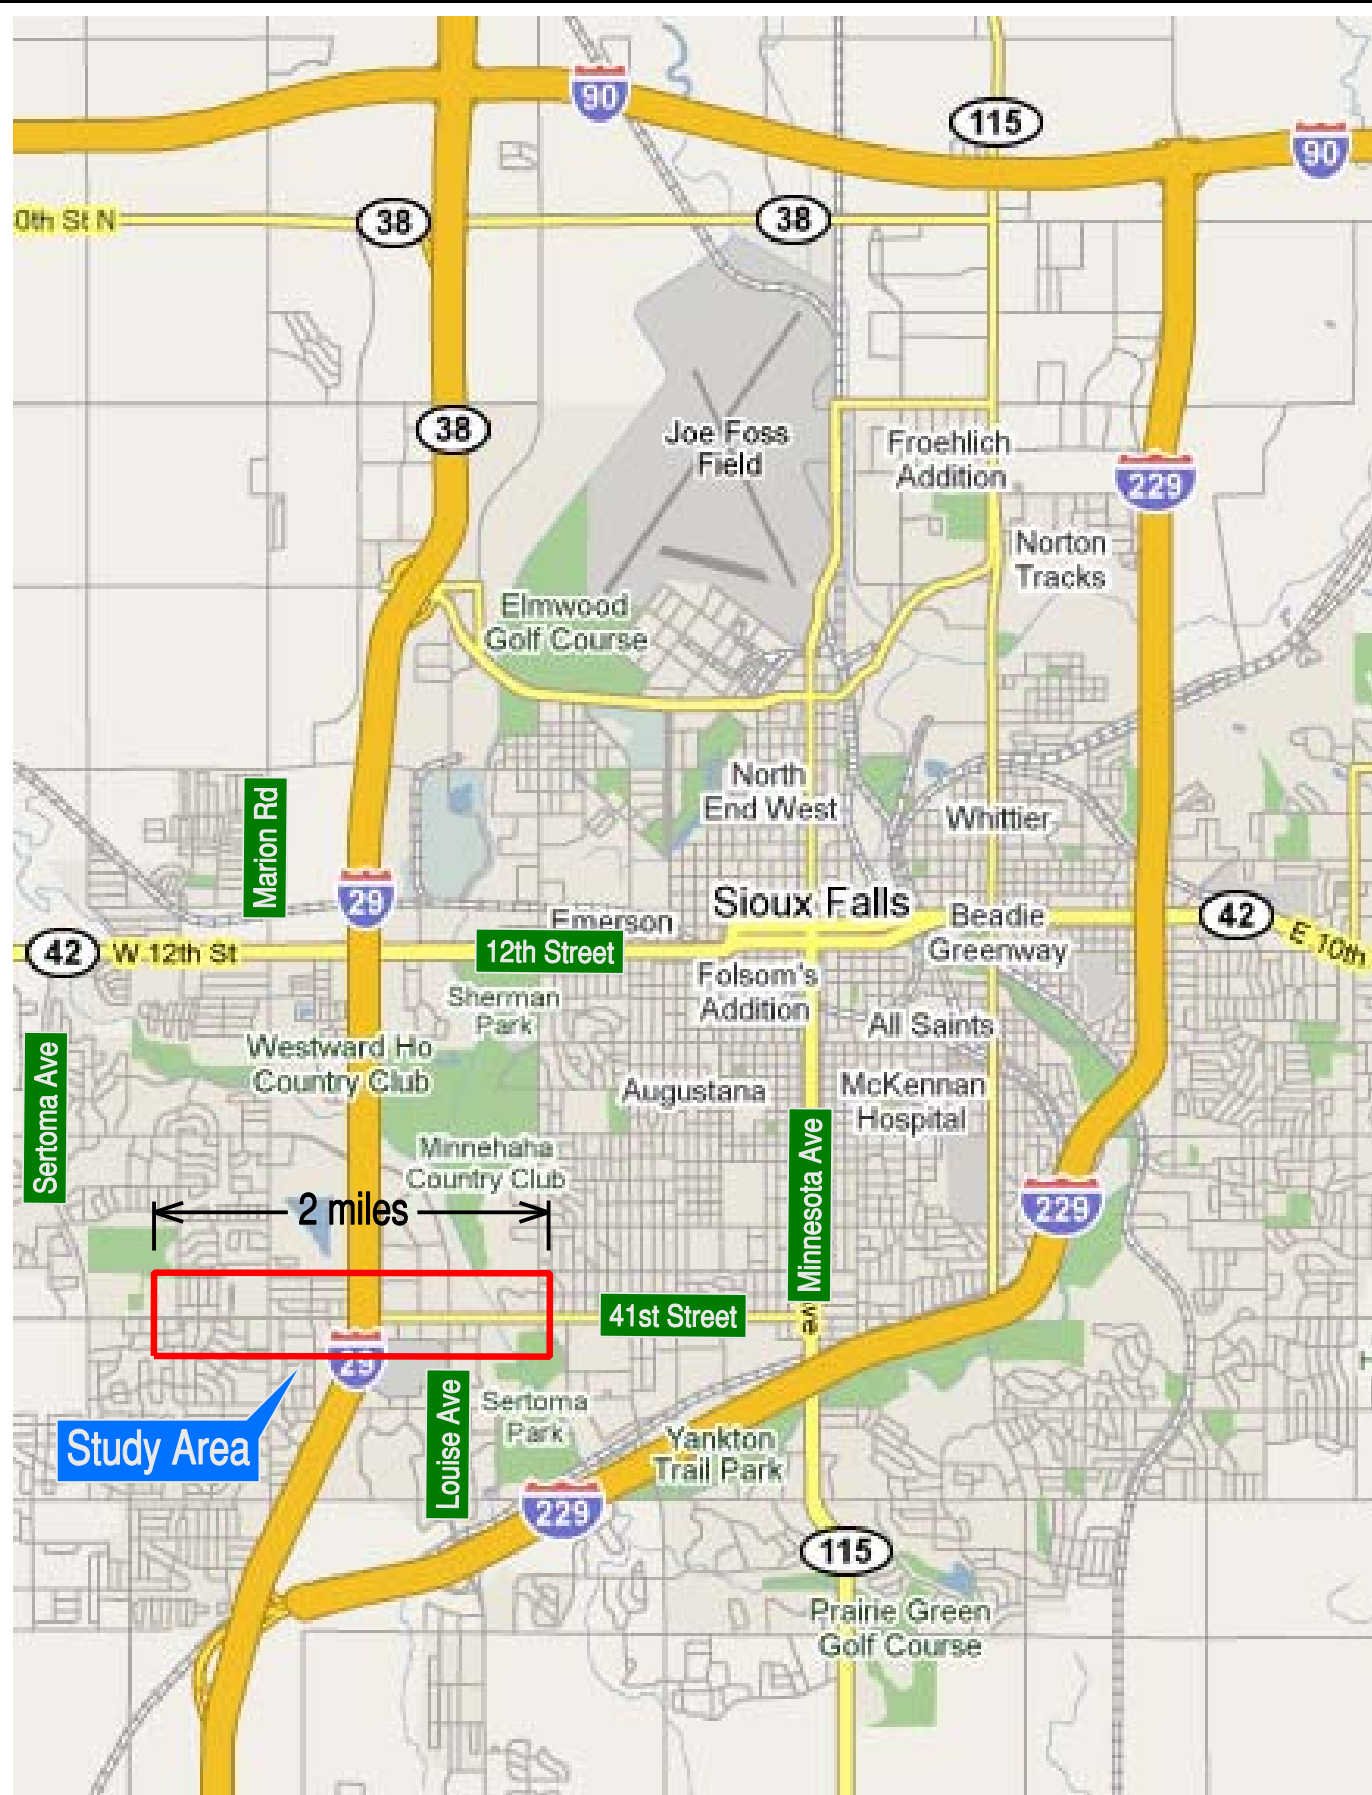 90
115
90
0th St N
38
38
38
Joe Foss
Field
Froehlich
Addition
229
Norton
Tracks
Elmwood
Golf Course
North
End West
Marion Rd
Whittier
29
Sioux Falls
Emerson
Beadie
Greenway
42
E 10th
42
W 12th St
12th Street
Folsom's
Addition
Sherman
Park
All Saints
Westward Ho
Country Club
Sertoma Ave
Augustana
McKennan
Hospital
Minnehaha
Country Club
Minnesota Ave
2 miles
229
41st Street
29
Louise Ave
Sertoma
Park
Study Area
Yankton
Trail Park
229
115
Prairie Green
Golf Course